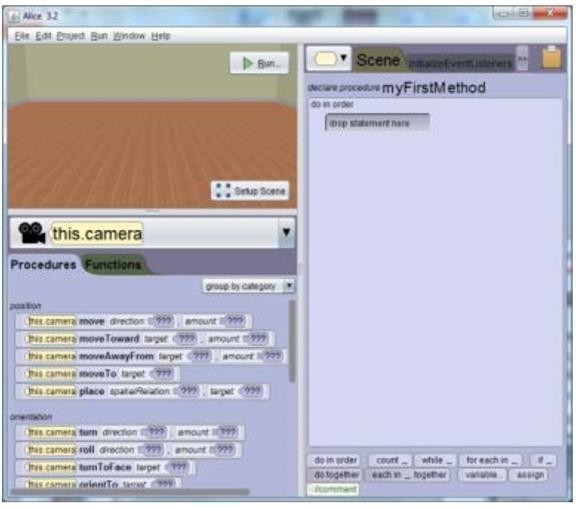 Alice 3.2
File Edit Project Run Window Help
Run...
Setup Scene
this.camera
Procedures Functions
group by category
position
this.camera move direction ??? , amount ???
this.camera moveToward target ??? , amount ???
this.camera moveAwayFrom target ??? , amount ???
this.camera moveTo target ???
this.camera place spatialRelation ??? , target ???
orientation
this.camera turn direction ??? , amount ???
this.camera roll direction ??? , amount ???
this.camera turnToFace target ???
this.camera orientTo target ???
Scene initializeEventListeners
declare procedure myFirstMethod
do in order
drop statement here
do in order count _ while _ for each in _ if _
do together each in _ together variable... assign
//comment